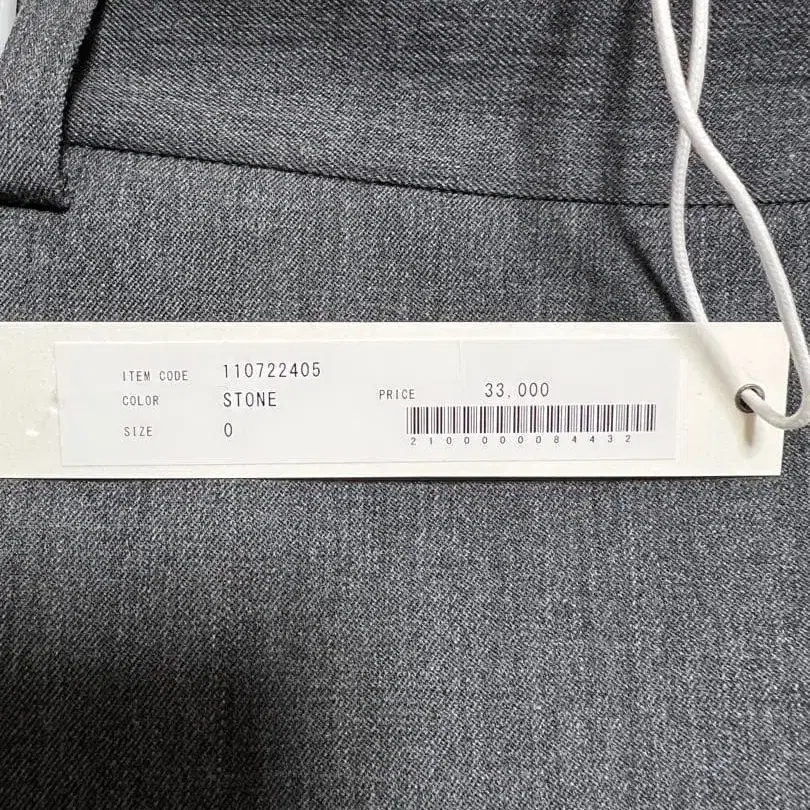 ITEM CODE 110722405
COLOR STONE
SIZE 0
PRICE 33,000
2100000084432